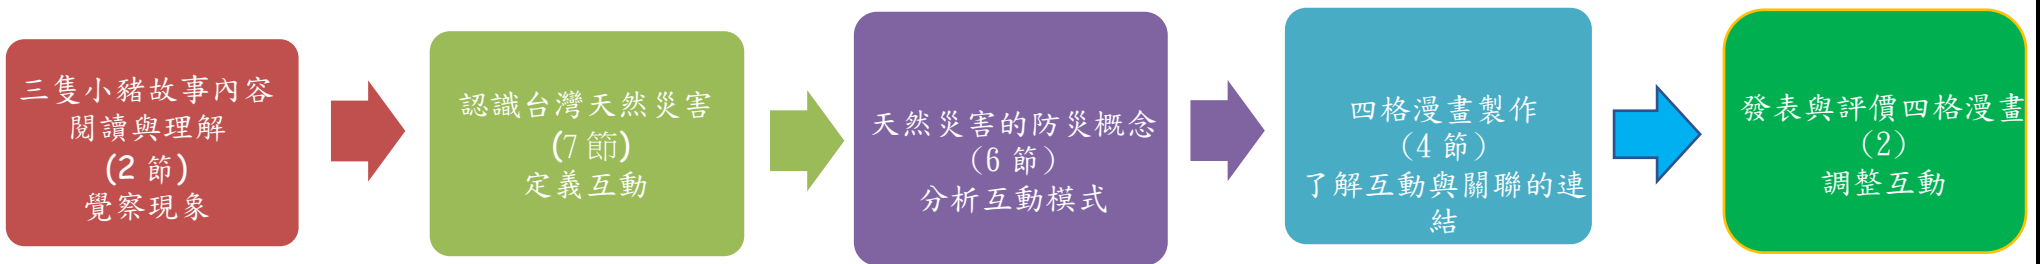 三隻小豬故事內容
閱讀與理解
(2 節)
覺察現象
認識台灣天然災害
(7 節)
定義互動
天然災害的防災概念
（6 節）
分析互動模式
四格漫畫製作
（4 節）
了解互動與關聯的連
結
發表與評價四格漫畫
（2）
調整互動